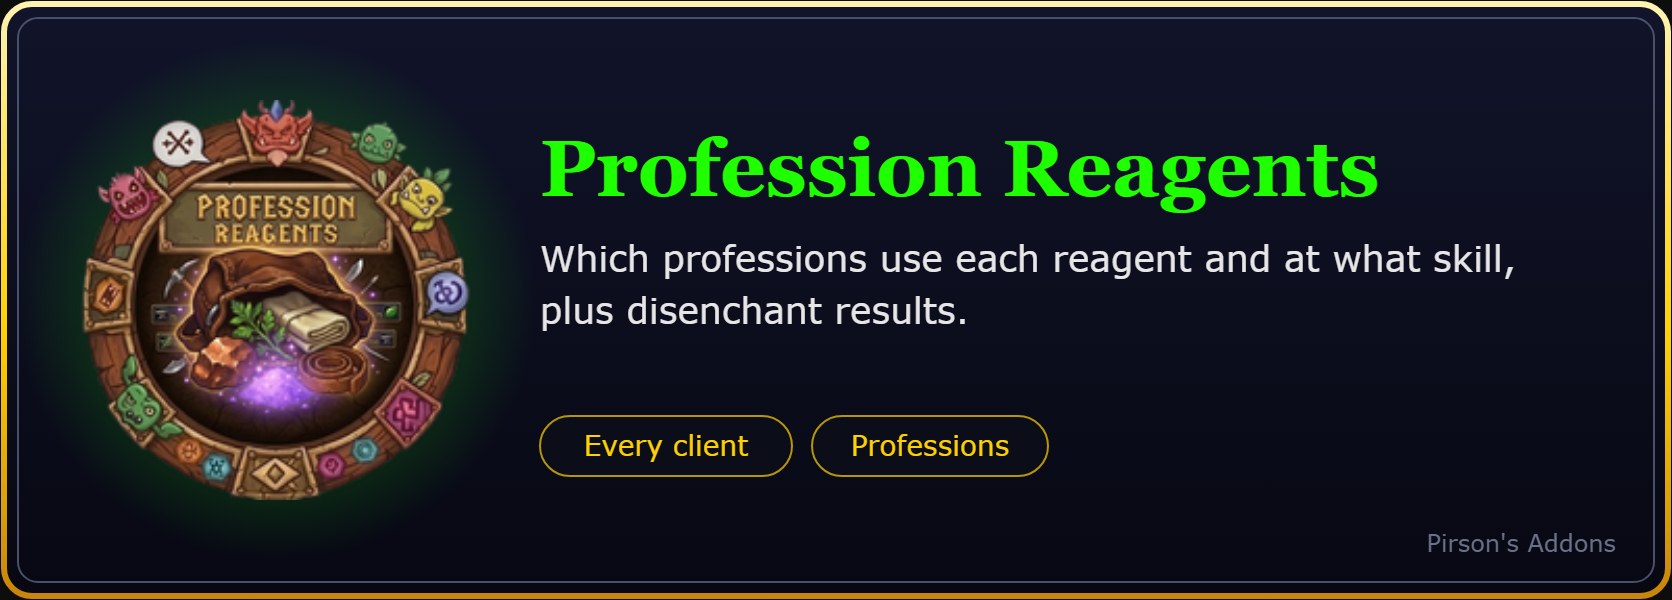 PROFESSION
REAGENTS
Profession Reagents
Which professions use each reagent and at what skill,
plus disenchant results.
Every client
Professions
Pirson's Addons